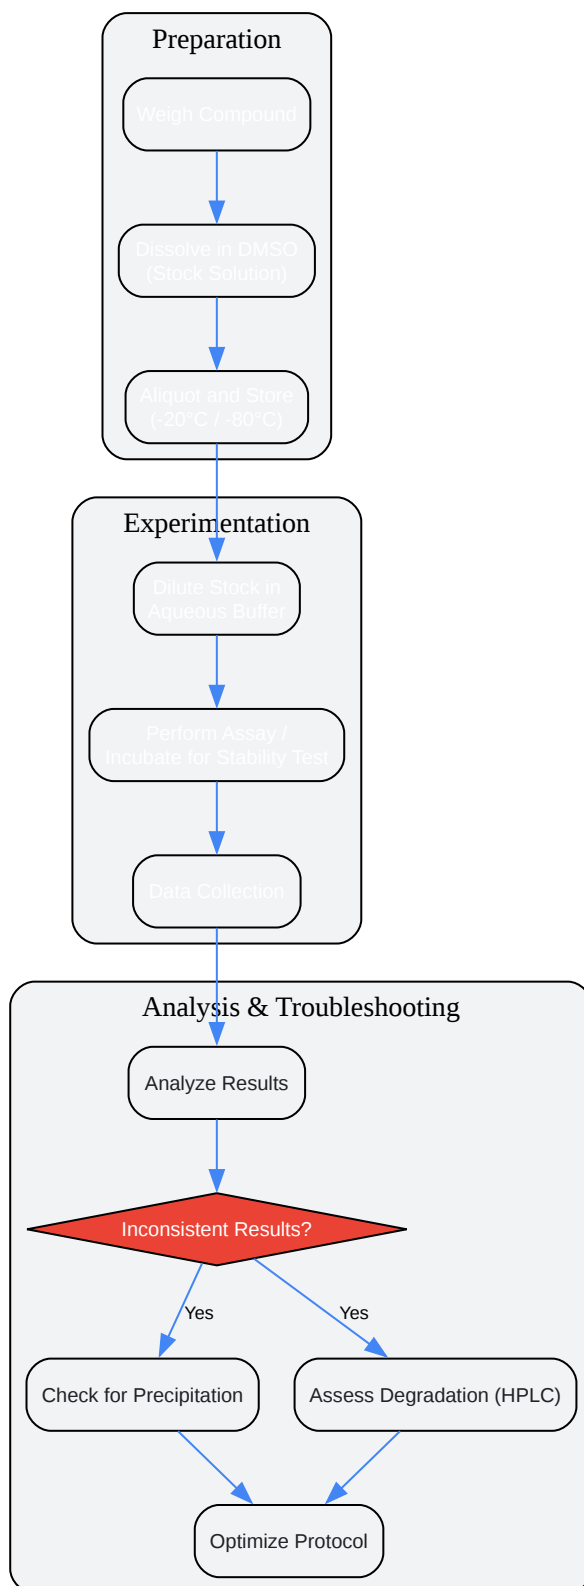 Preparation
Weigh Compound
Dissolve in DMSO
(Stock Solution)
Aliquot and Store
(-20°C / -80°C)
Experimentation
Dilute Stock in
Aqueous Buffer
Perform Assay /
Incubate for Stability Test
Data Collection
Analysis & Troubleshooting
Analyze Results
Inconsistent Results?
Yes
Yes
Check for Precipitation
Assess Degradation (HPLC)
Optimize Protocol